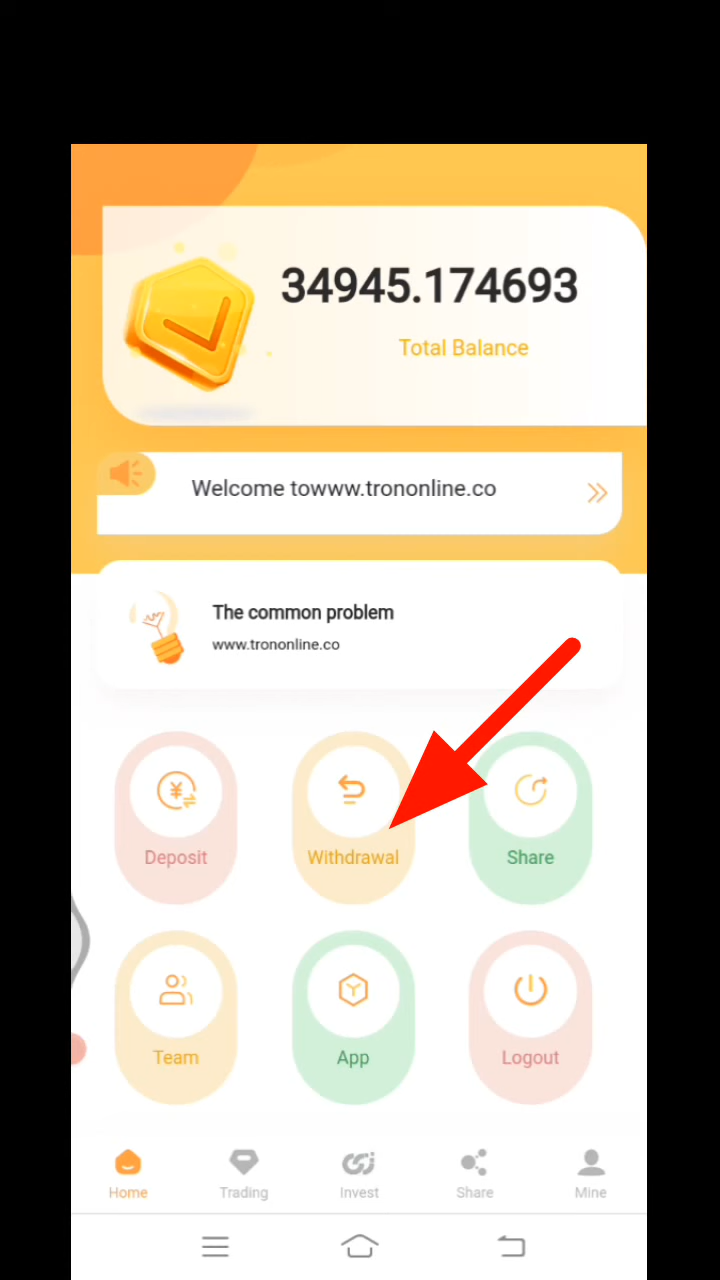 34945.174693
Total Balance
Welcome towww.trononline.co
The common problem
www.trononline.co
Deposit
Withdrawal
Share
Team
App
Logout
Home
Trading
Invest
Share
Mine